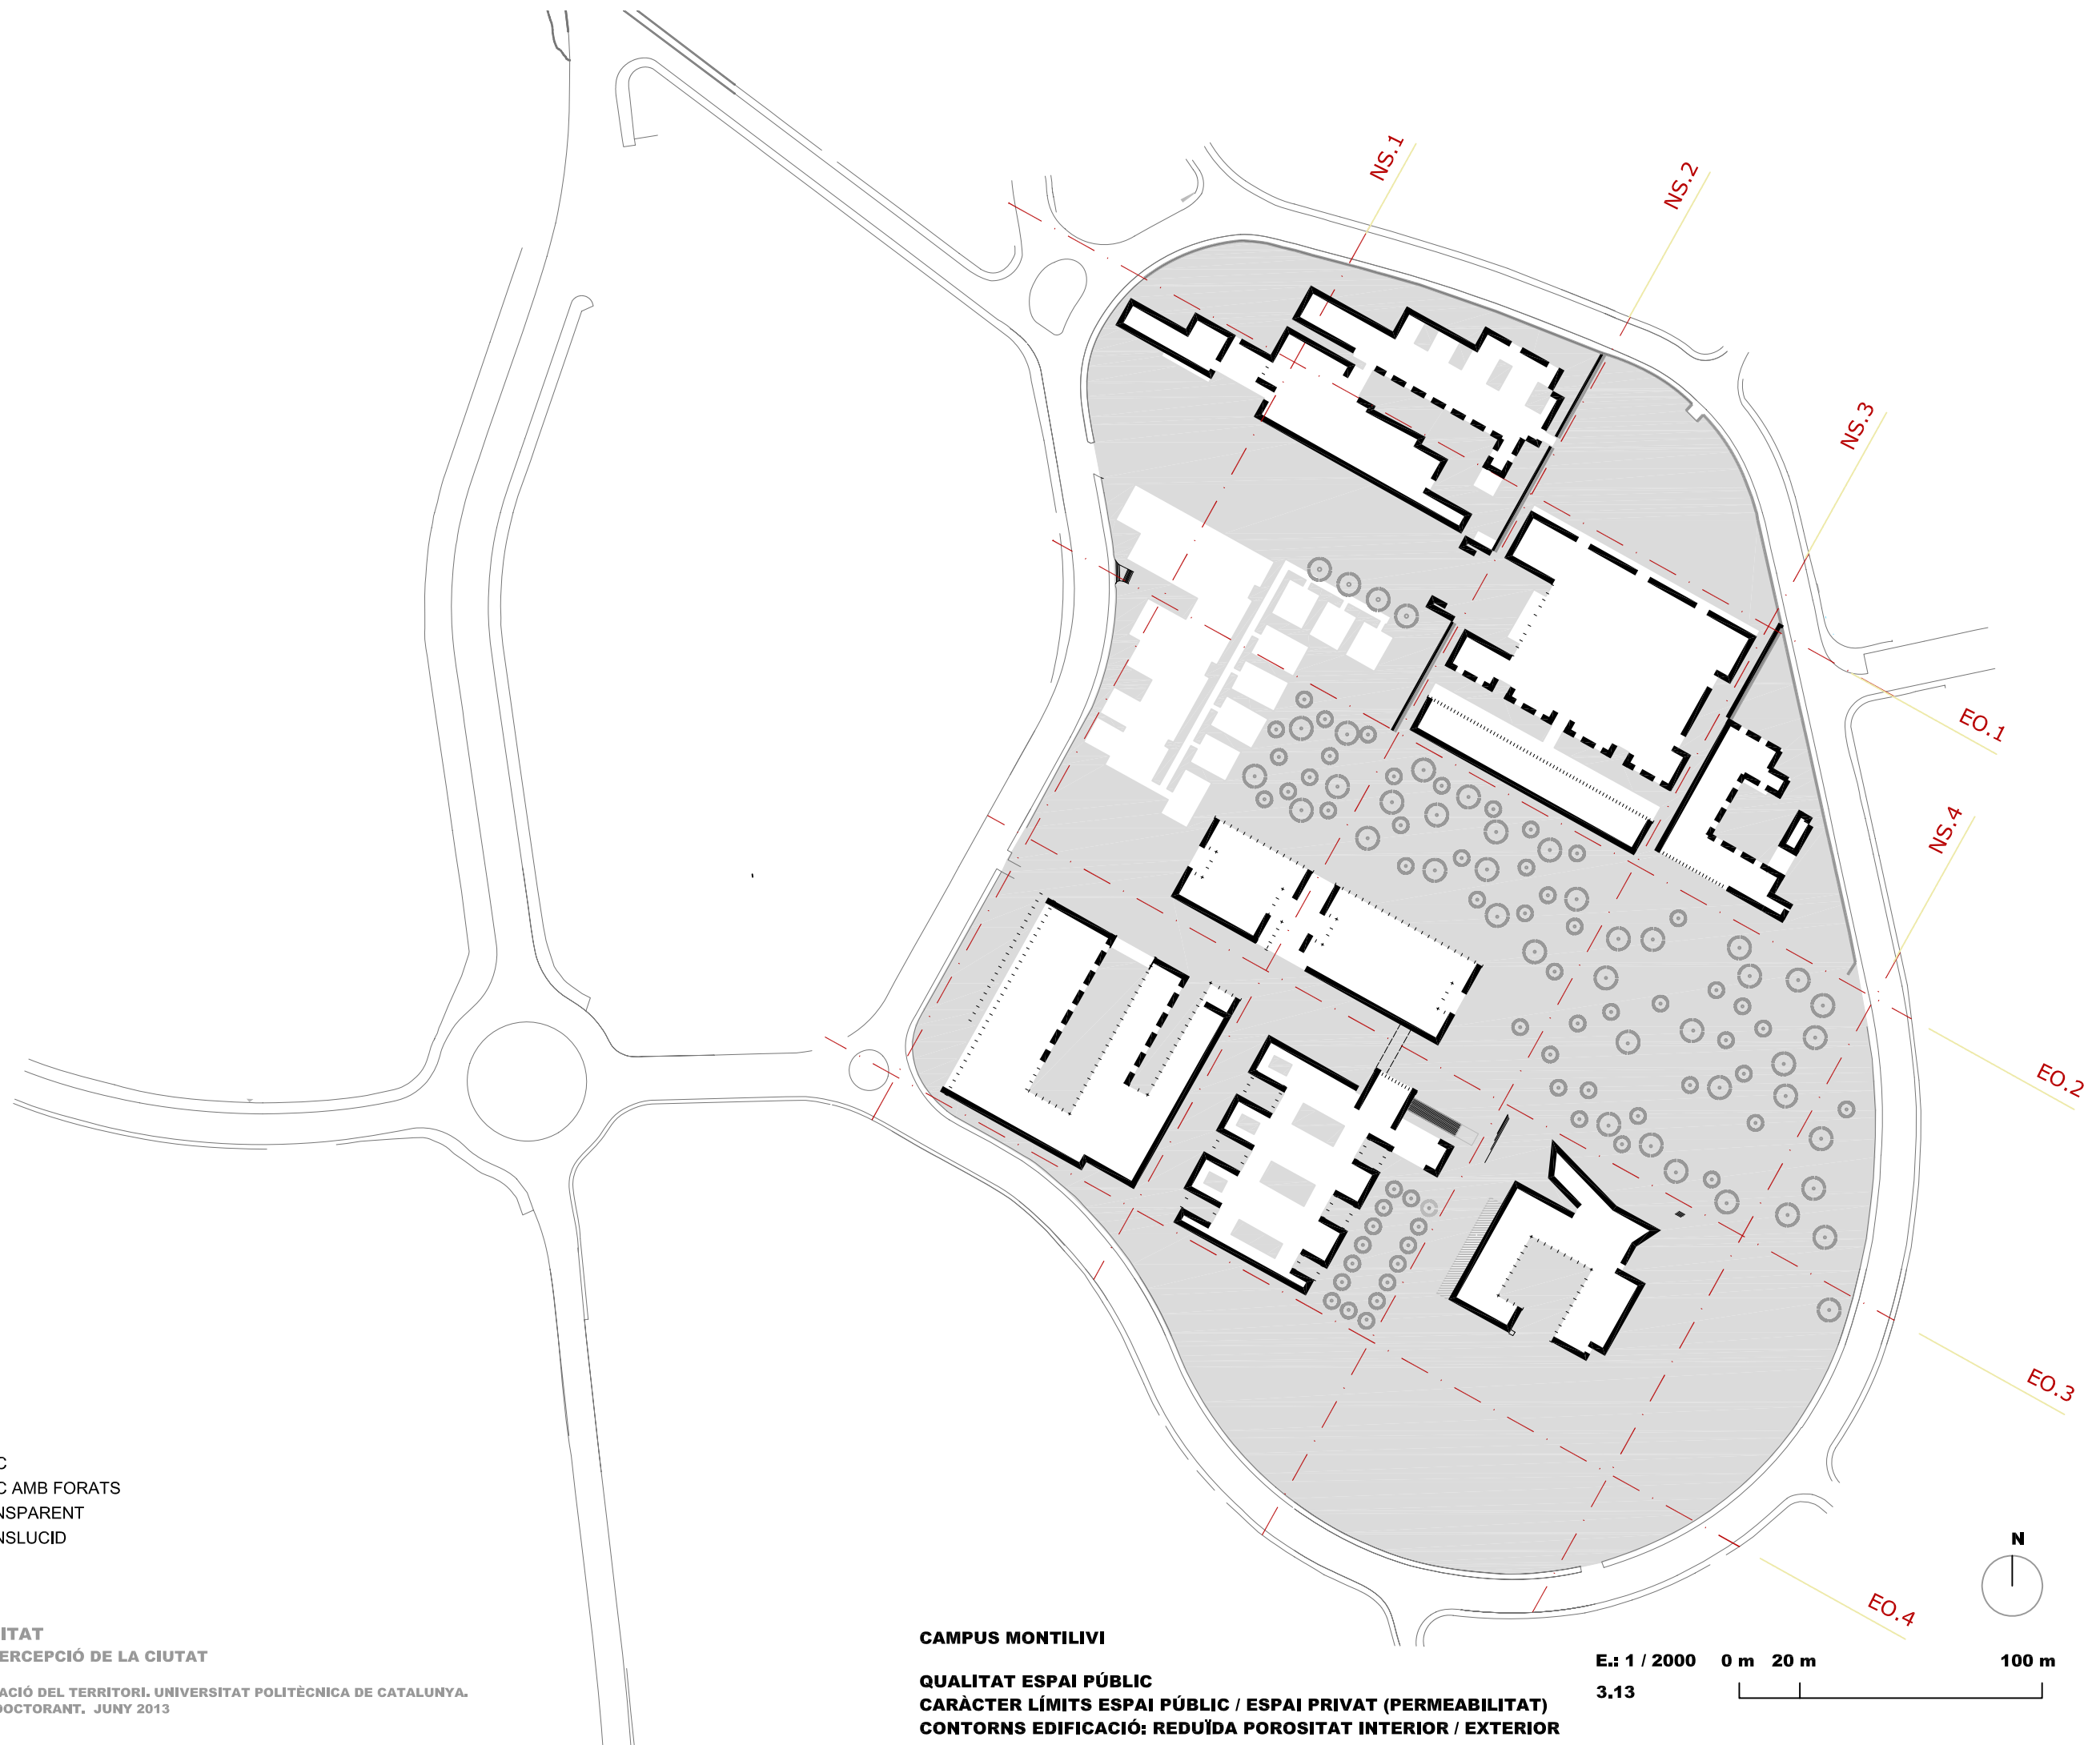 NS.1
NS.2
NS.3
EO.1
NS.4
EO.2
EO.3
EO.4
C
C AMB FORATS
NSPARENT
NSLUCID
N
ITAT
ERCEPCIÓ DE LA CIUTAT
ACIÓ DEL TERRITORI. UNIVERSITAT POLITÈCNICA DE CATALUNYA.
DOCTORANT. JUNY 2013
CAMPUS MONTILIVI
QUALITAT ESPAI PÚBLIC
CARÀCTER LÍMITS ESPAI PÚBLIC / ESPAI PRIVAT (PERMEABILITAT)
CONTORNS EDIFICACIÓ: REDUÏDA POROSITAT INTERIOR / EXTERIOR
E.: 1 / 2000 0 m 20 m 100 m
3.13